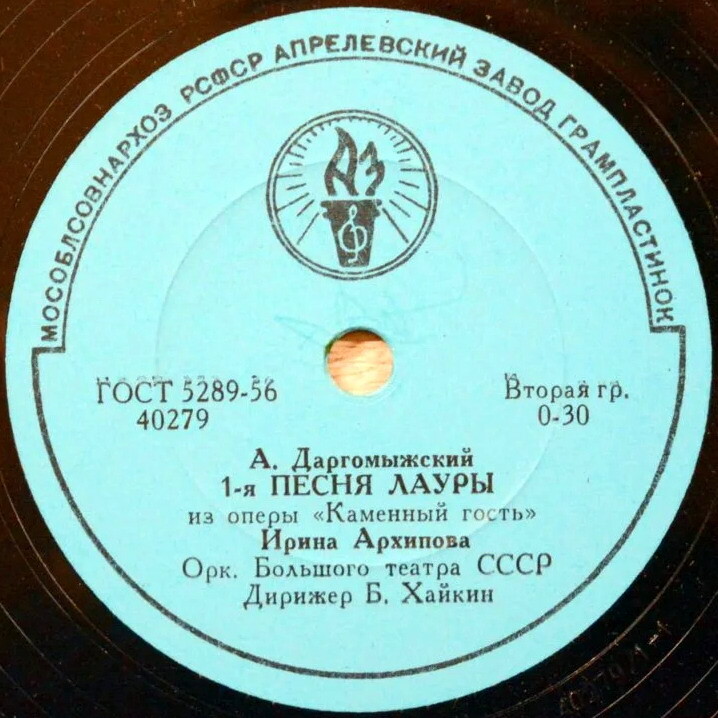 МОСОБЛСОВНАРХОЗ РСФСР АПРЕЛЕВСКИЙ ЗАВОД ГРАМПЛАСТИНОК
АЗ
ГОСТ 5289-56
40279
Вторая гр.
0-30
А. Даргомыжский
1-я ПЕСНЯ ЛАУРЫ
из оперы «Каменный гость»
Ирина Архипова
Орк. Большого театра СССР
Дирижер Б. Хайкин